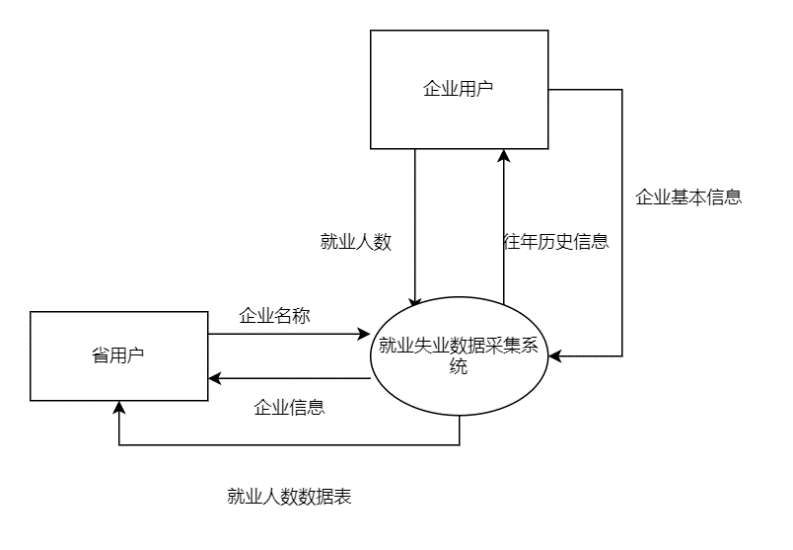 企业用户
企业基本信息
就业人数
往年历史信息
企业名称
省用户
就业失业数据采集系
统
企业信息
就业人数数据表